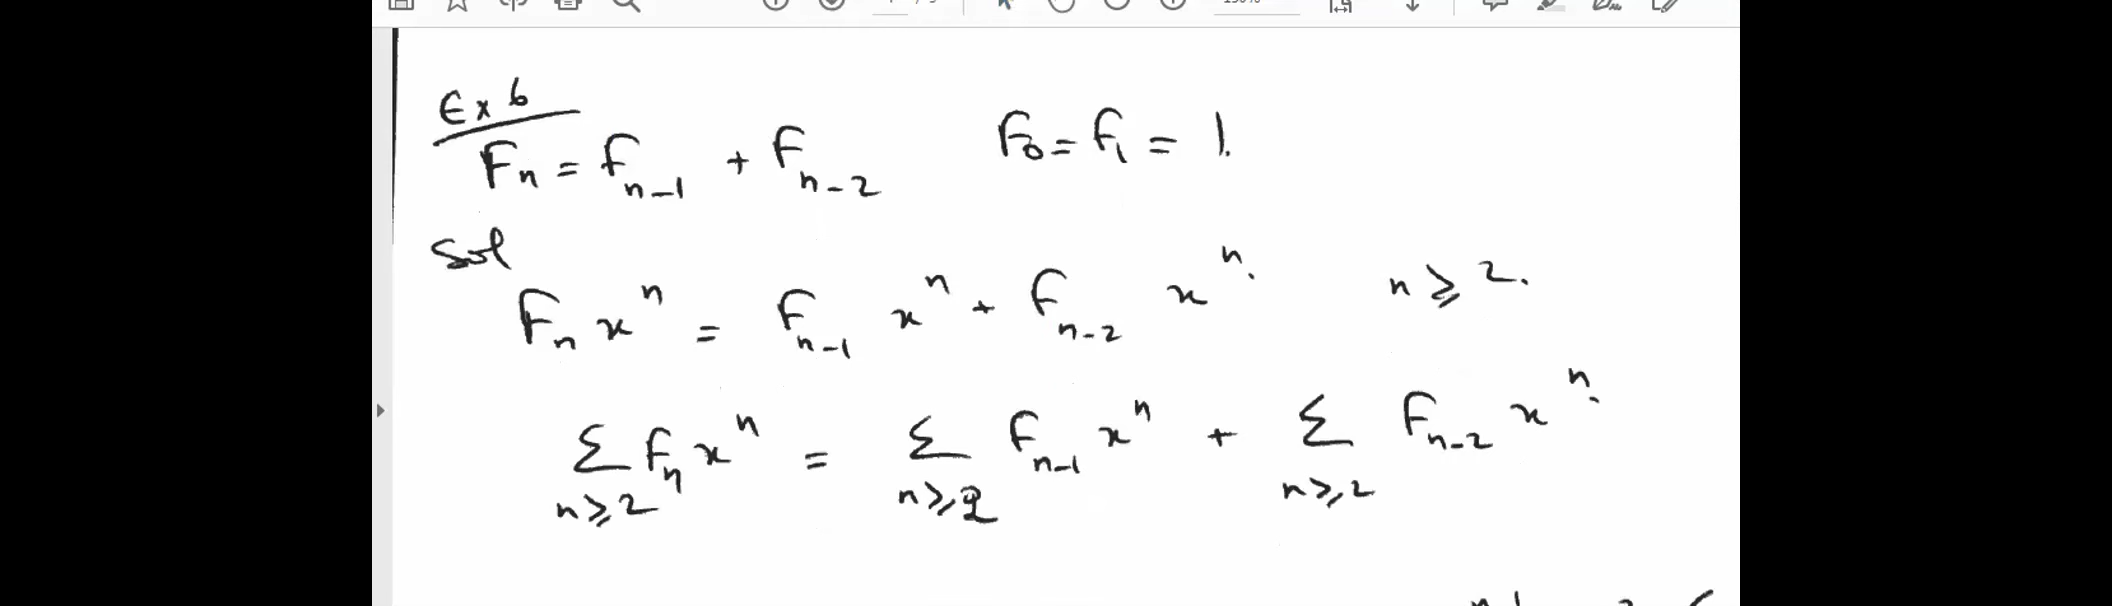 Ex 6
Fn = Fn-1 + Fn-2 F0 = F1 = 1.
Sol
Fn x^n = Fn-1 x^n + Fn-2 x^n. n ≥ 2.
∑n≥2 Fn x^n = ∑n≥2 Fn-1 x^n + ∑n≥2 Fn-2 x^n.